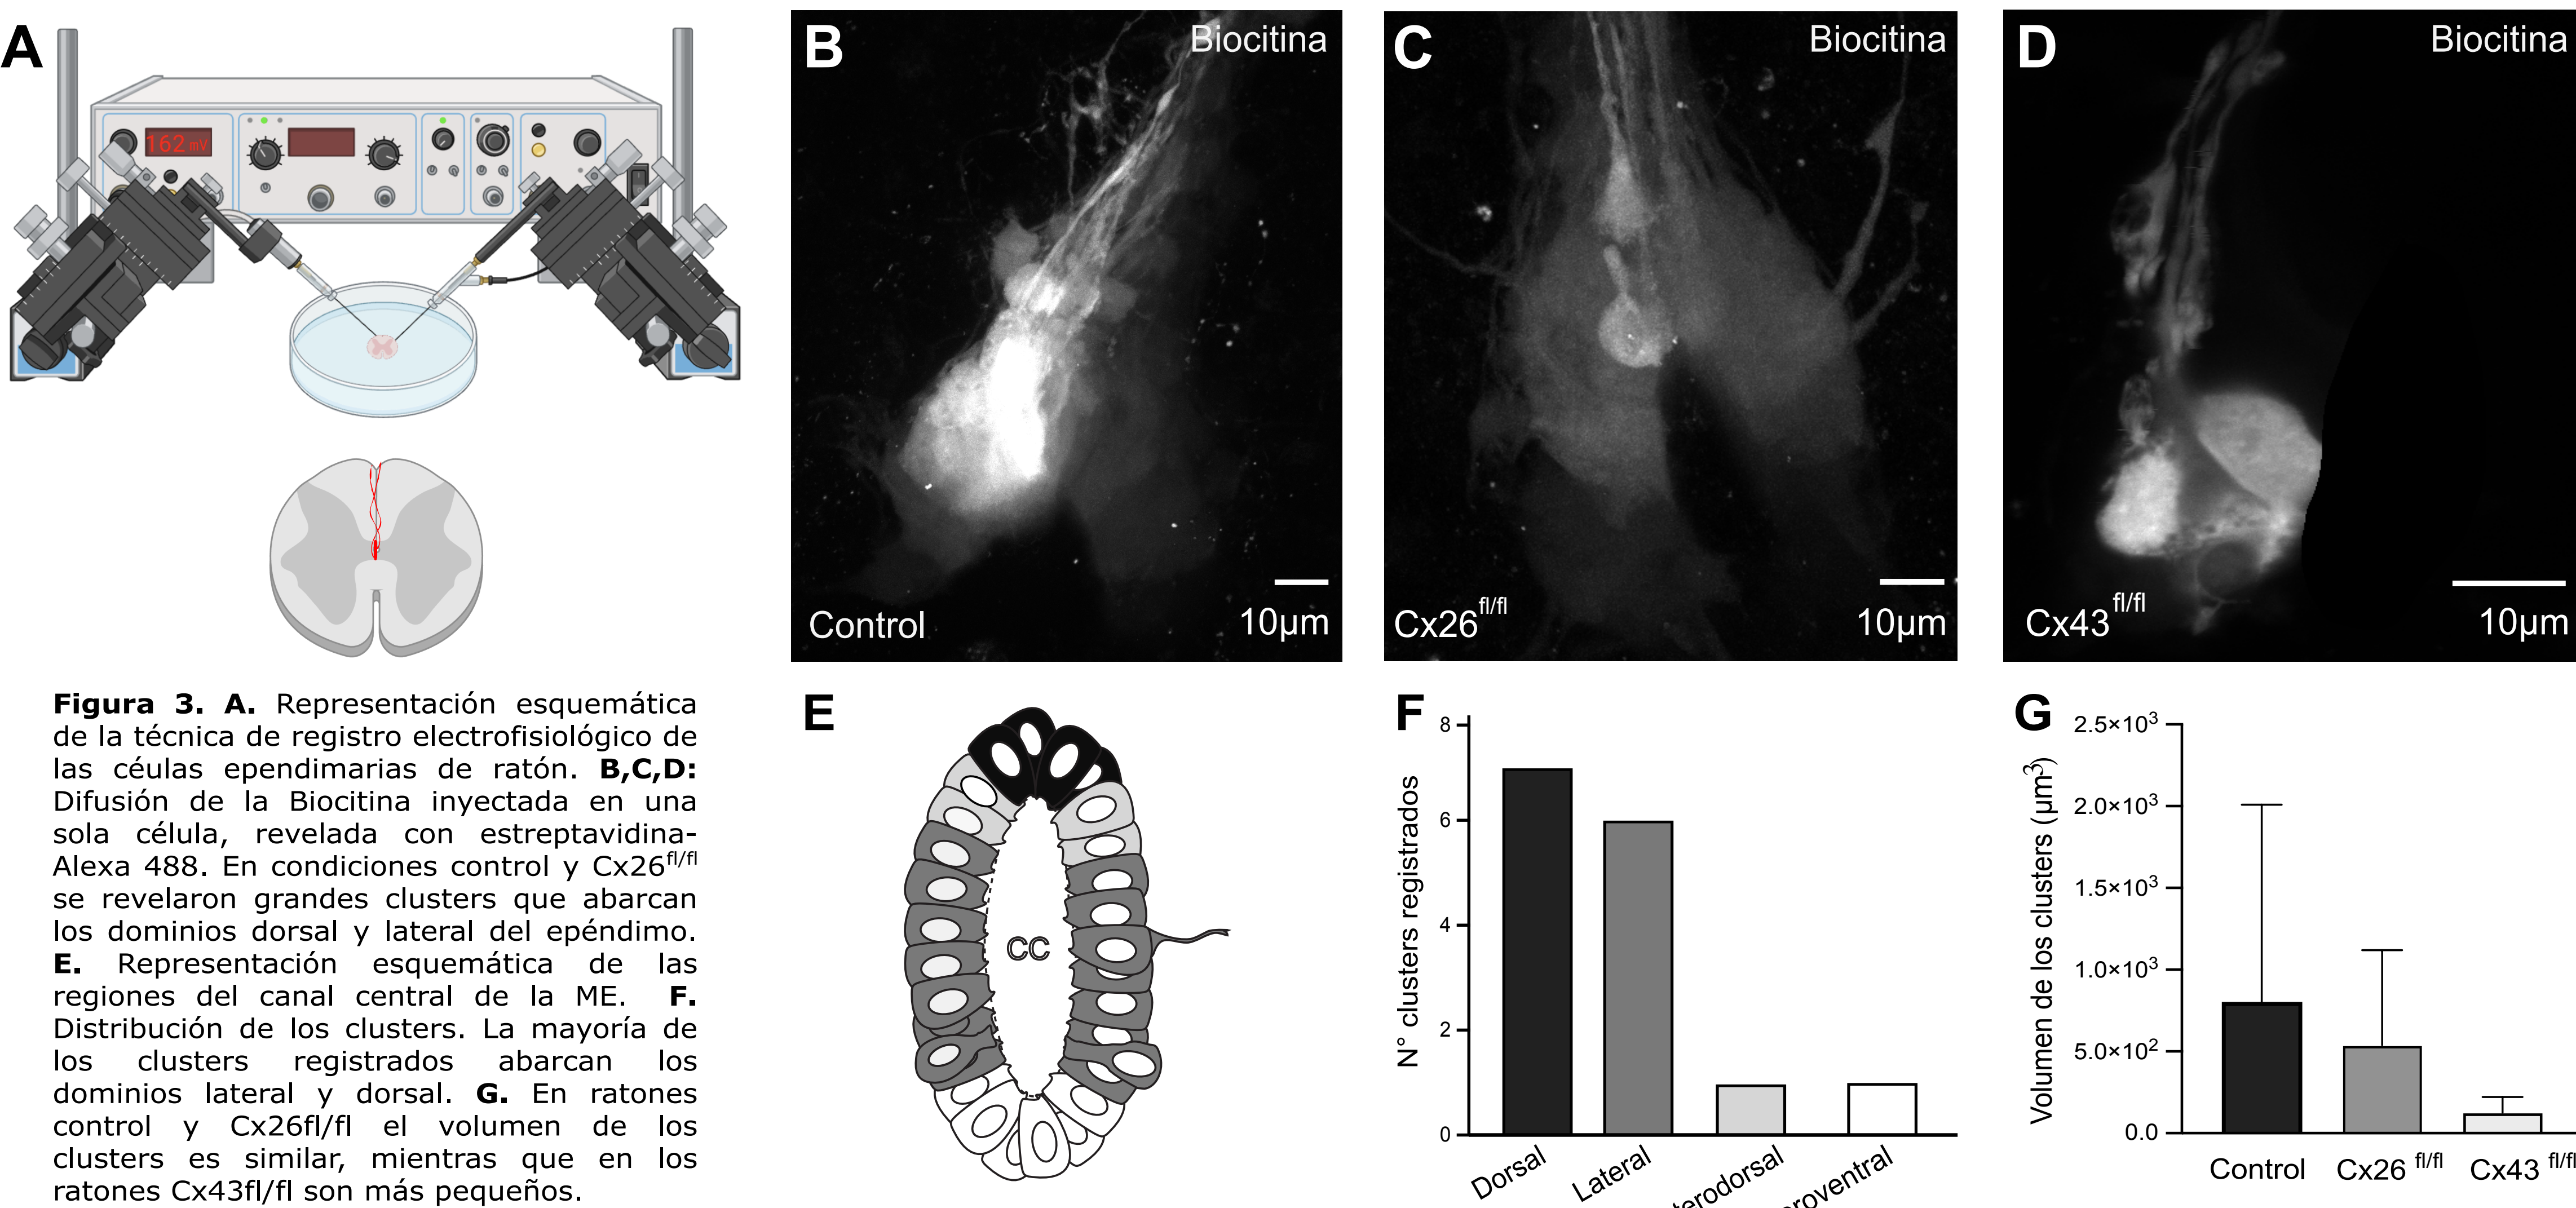 A
162 mV
B
Biocitina
Control
10µm
C
Biocitina
Cx26fl/fl
10µm
D
Biocitina
Cx43fl/fl
10µm
Figura 3. A. Representación esquemática
de la técnica de registro electrofisiológico de
las céulas ependimarias de ratón. B,C,D:
Difusión de la Biocitina inyectada en una
sola célula, revelada con estreptavidina-
Alexa 488. En condiciones control y Cx26fl/fl
se revelaron grandes clusters que abarcan
los dominios dorsal y lateral del epéndimo.
E. Representación esquemática de las
regiones del canal central de la ME. F.
Distribución de los clusters. La mayoría de
los clusters registrados abarcan los
dominios lateral y dorsal. G. En ratones
control y Cx26fl/fl el volumen de los
clusters es similar, mientras que en los
ratones Cx43fl/fl son más pequeños.
E
CC
F
N° clusters registrados
8
6
4
2
0
Dorsal
Lateral
terodorsal
eroventral
G
Volumen de los clusters (µm³)
2.5×10³
2.0×10³
1.5×10³
1.0×10³
5.0×10²
0.0
Control
Cx26 fl/fl
Cx43 fl/fl